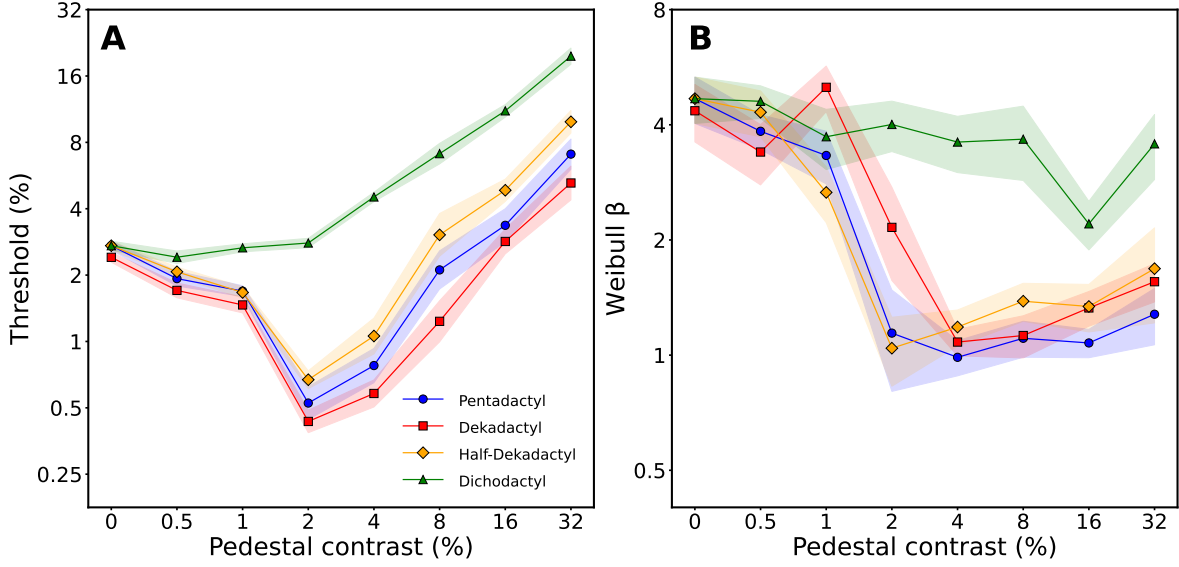 A
Threshold (%)
32
16
8
4
2
1
0.5
0.25
0 0.5 1 2 4 8 16 32
Pedestal contrast (%)
Pentadactyl
Dekadactyl
Half-Dekadactyl
Dichodactyl
B
Weibull β
8
4
2
1
0.5
0 0.5 1 2 4 8 16 32
Pedestal contrast (%)